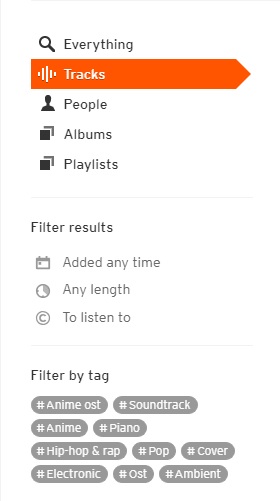 Everything
Tracks
People
Albums
Playlists
Filter results
Added any time
Any length
To listen to
Filter by tag
# Anime ost # Soundtrack
# Anime # Piano
# Hip-hop & rap # Pop # Cover
# Electronic # Ost # Ambient